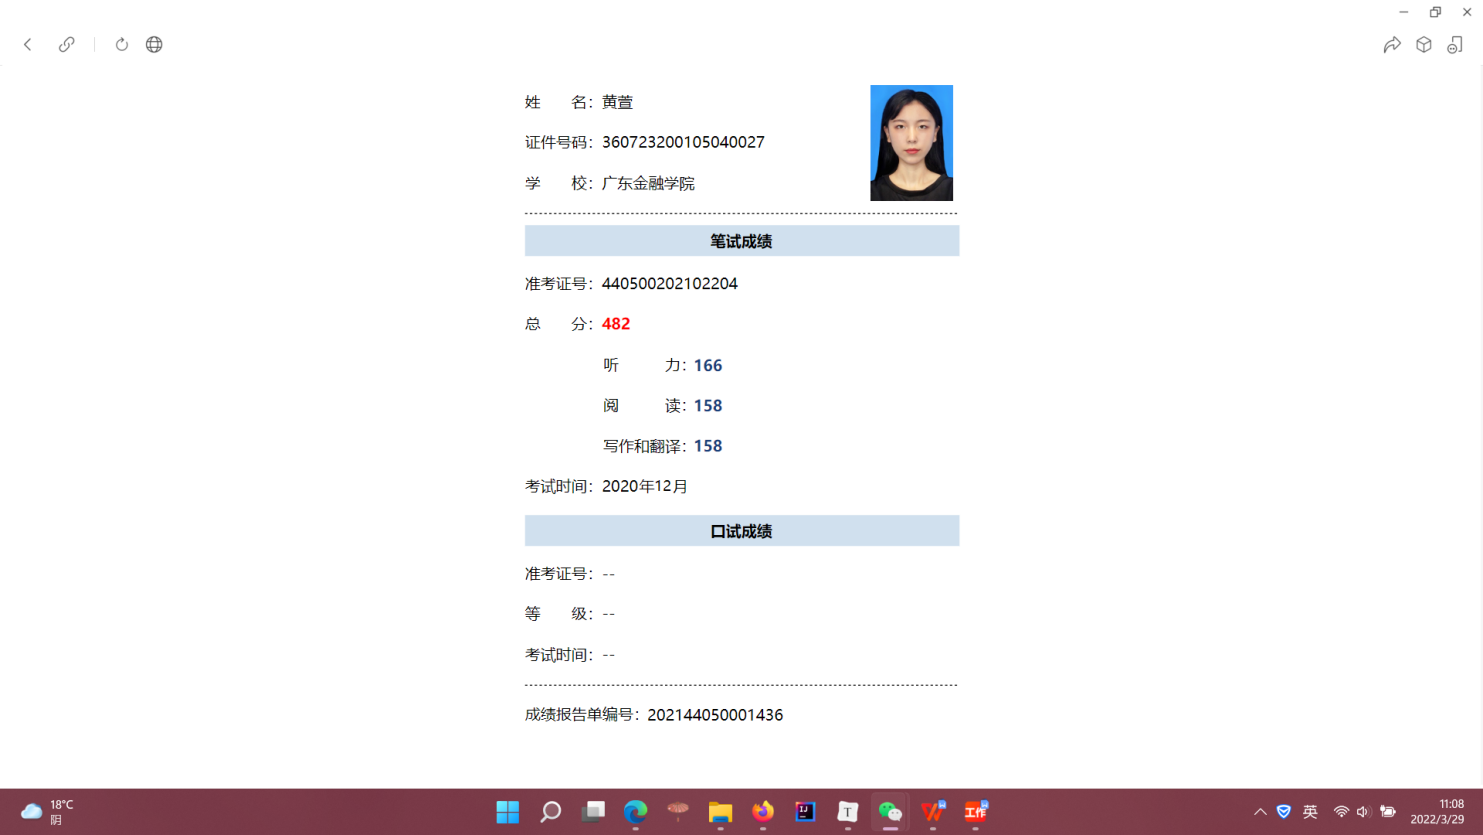 姓 名：黄萱
证件号码：360723200105040027
学 校：广东金融学院
笔试成绩
准考证号：440500202102204
总 分：482
听 力：166
阅 读：158
写作和翻译：158
考试时间：2020年12月
口试成绩
准考证号：--
等 级：--
考试时间：--
成绩报告单编号：202144050001436
18°C
阴
IJ
T
W
工作
英
11:08
2022/3/29